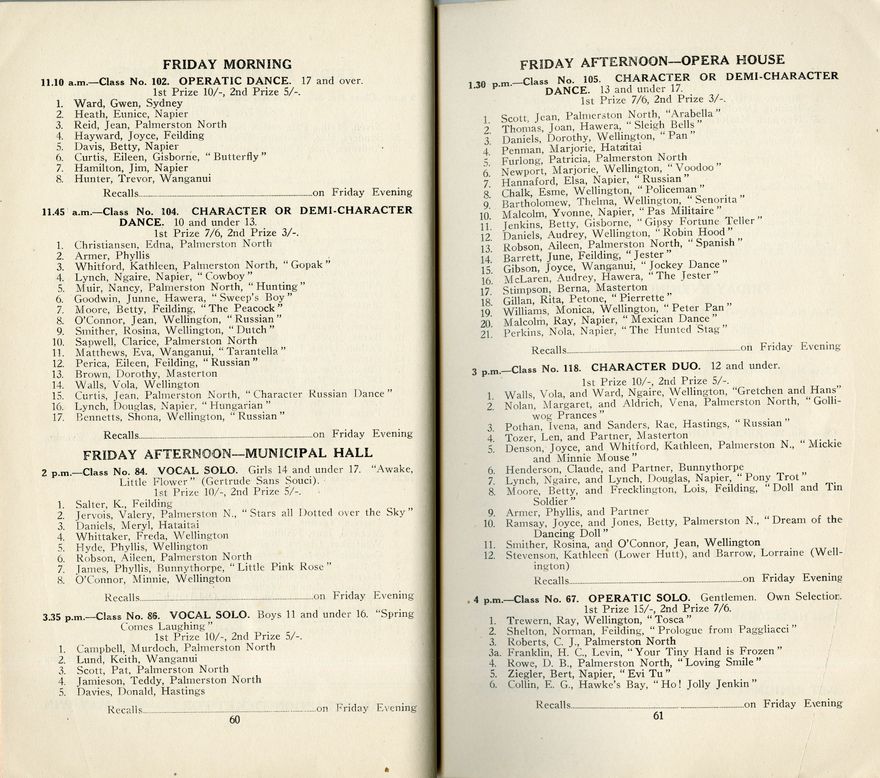 FRIDAY MORNING
11.10 a.m.—Class No. 102. OPERATIC DANCE. 17 and over.
1st Prize 10/-, 2nd Prize 5/-.
1. Ward, Gwen, Sydney
2. Heath, Eunice, Napier
3. Reid, Jean, Palmerston North
4. Hayward, Joyce, Feilding
5. Davis, Betty, Napier
6. Curtis, Eileen, Gisborne, "Butterfly"
7. Hamilton, Jim, Napier
8. Hunter, Trevor, Wanganui
Recalls..........on Friday Evening
11.45 a.m.—Class No. 104. CHARACTER OR DEMI-CHARACTER
DANCE. 10 and under 13.
1st Prize 7/6, 2nd Prize 3/-.
1. Christiansen, Edna, Palmerston North
2. Armer, Phyllis
3. Whitford, Kathleen, Palmerston North, "Gopak"
4. Lynch, Ngaire, Napier, "Cowboy"
5. Muir, Nancy, Palmerston North, "Hunting"
6. Goodwin, Junne, Hawera, "Sweep's Boy"
7. Moore, Betty, Feilding, "The Peacock"
8. O'Connor, Jean, Wellington, "Russian"
9. Smither, Rosina, Wellington, "Dutch"
10. Sapwell, Clarice, Palmerston North
11. Matthews, Eva, Wanganui, "Tarantella"
12. Perica, Eileen, Feilding, "Russian"
13. Brown, Dorothy, Masterton
14. Walls, Vola, Wellington
15. Curtis, Jean, Palmerston North, "Character Russian Dance"
16. Lynch, Douglas, Napier, "Hungarian"
17. Bennetts, Shona, Wellington, "Russian"
Recalls..........on Friday Evening
FRIDAY AFTERNOON—MUNICIPAL HALL
2 p.m.—Class No. 84. VOCAL SOLO. Girls 14 and under 17. "Awake,
Little Flower" (Gertrude Sans Souci).
1st Prize 10/-, 2nd Prize 5/-.
1. Salter, K., Feilding
2. Jervois, Valery, Palmerston N., "Stars all Dotted over the Sky"
3. Daniels, Meryl, Hataitai
4. Whittaker, Freda, Wellington
5. Hyde, Phyllis, Wellington
6. Robson, Aileen, Palmerston North
7. James, Phyllis, Bunnythorpe, "Little Pink Rose"
8. O'Connor, Minnie, Wellington
Recalls..........on Friday Evening
3.35 p.m.—Class No. 86. VOCAL SOLO. Boys 11 and under 16. "Spring
Comes Laughing"
1st Prize 10/-, 2nd Prize 5/-.
1. Campbell, Murdoch, Palmerston North
2. Lund, Keith, Wanganui
3. Scott, Pat, Palmerston North
4. Jamieson, Teddy, Palmerston North
5. Davies, Donald, Hastings
Recalls..........on Friday Evening
60
FRIDAY AFTERNOON—OPERA HOUSE
1.30 p.m.—Class No. 105. CHARACTER OR DEMI-CHARACTER
DANCE. 13 and under 17.
1st Prize 7/6, 2nd Prize 3/-.
1. Scott, Jean, Palmerston North, "Arabella"
2. Thomas, Joan, Hawera, "Sleigh Bells"
3. Daniels, Dorothy, Wellington, "Pan"
4. Penman, Marjorie, Hataitai
5. Furlong, Patricia, Palmerston North
6. Newport, Marjorie, Wellington, "Voodoo"
7. Hannaford, Elsa, Napier, "Russian"
8. Chalk, Esme, Wellington, "Policeman"
9. Bartholomew, Thelma, Wellington, "Senorita"
10. Malcolm, Yvonne, Napier, "Pas Militaire"
11. Jenkins, Betty, Gisborne, "Gipsy Fortune Teller"
12. Daniels, Audrey, Wellington, "Robin Hood"
13. Robson, Aileen, Palmerston North, "Spanish"
14. Barrett, June, Feilding, "Jester"
15. Gibson, Joyce, Wanganui, "Jockey Dance"
16. McLaren, Audrey, Hawera, "The Jester"
17. Stimpson, Berna, Masterton
18. Gillan, Rita, Petone, "Pierrette"
19. Williams, Monica, Wellington, "Peter Pan"
20. Malcolm, Ray, Napier, "Mexican Dance"
21. Perkins, Nola, Napier, "The Hunted Stag"
Recalls..........on Friday Evening
3 p.m.—Class No. 118. CHARACTER DUO. 12 and under.
1st Prize 10/-, 2nd Prize 5/-.
1. Walls, Vola, and Ward, Ngaire, Wellington, "Gretchen and Hans"
2. Nolan, Margaret, and Aldrich, Vena, Palmerston North, "Golli-
wog Prances"
3. Pothan, Ivena, and Sanders, Rae, Hastings, "Russian"
4. Tozer, Len, and Partner, Masterton
5. Denson, Joyce, and Whitford, Kathleen, Palmerston N., "Mickie
and Minnie Mouse"
6. Henderson, Claude, and Partner, Bunnythorpe
7. Lynch, Ngaire, and Lynch, Douglas, Napier, "Pony Trot"
8. Moore, Betty, and Frecklington, Lois, Feilding, "Doll and Tin
Soldier"
9. Armer, Phyllis, and Partner
10. Ramsay, Joyce, and Jones, Betty, Palmerston N., "Dream of the
Dancing Doll"
11. Smither, Rosina, and O'Connor, Jean, Wellington
12. Stevenson, Kathleen (Lower Hutt), and Barrow, Lorraine (Well-
ington)
Recalls..........on Friday Evening
4 p.m.—Class No. 67. OPERATIC SOLO. Gentlemen. Own Selection.
1st Prize 15/-, 2nd Prize 7/6.
1. Trewern, Ray, Wellington, "Tosca"
2. Shelton, Norman, Feilding, "Prologue from Paggliacci"
3. Roberts, C. J., Palmerston North
3a. Franklin, H. C., Levin, "Your Tiny Hand is Frozen"
4. Rowe, D. B., Palmerston North, "Loving Smile"
5. Ziegler, Bert, Napier, "Evi Tu"
6. Collin, E. G., Hawke's Bay, "Ho! Jolly Jenkin"
Recalls..........on Friday Evening
61